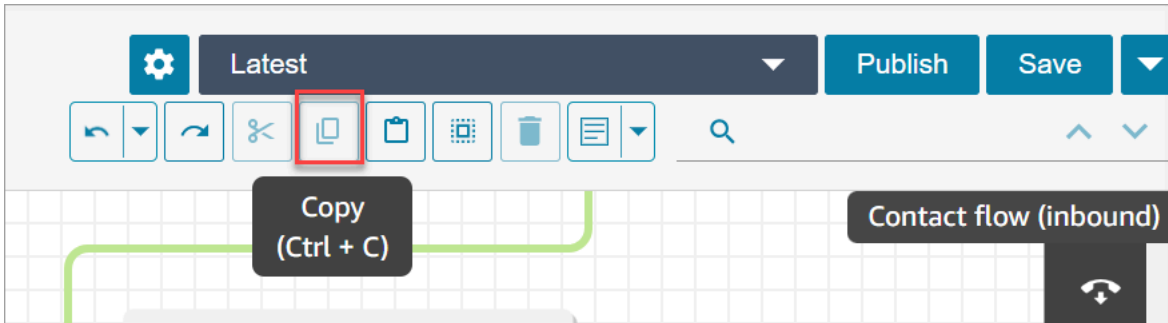 Latest
Publish
Save
Copy
(Ctrl + C)
Contact flow (inbound)